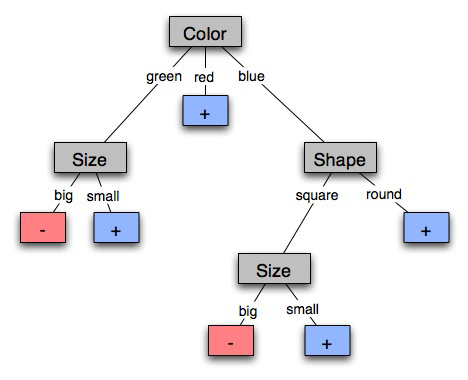 Color
green red blue
+
Size
Shape
big small
square round
- +
+
Size
big small
- +